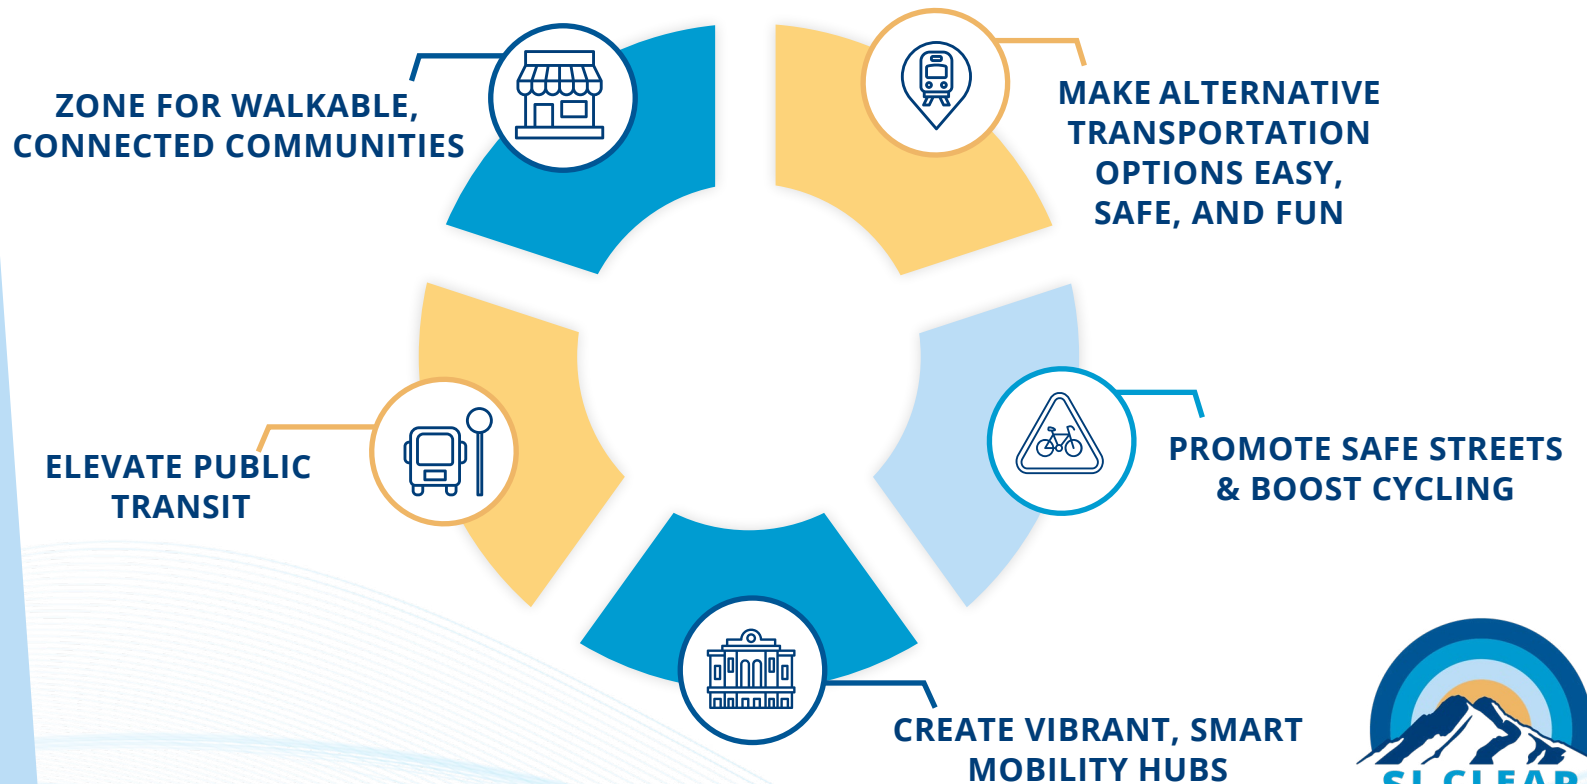 ZONE FOR WALKABLE,
CONNECTED COMMUNITIES
MAKE ALTERNATIVE
TRANSPORTATION
OPTIONS EASY,
SAFE, AND FUN
ELEVATE PUBLIC
TRANSIT
PROMOTE SAFE STREETS
& BOOST CYCLING
CREATE VIBRANT, SMART
MOBILITY HUBS